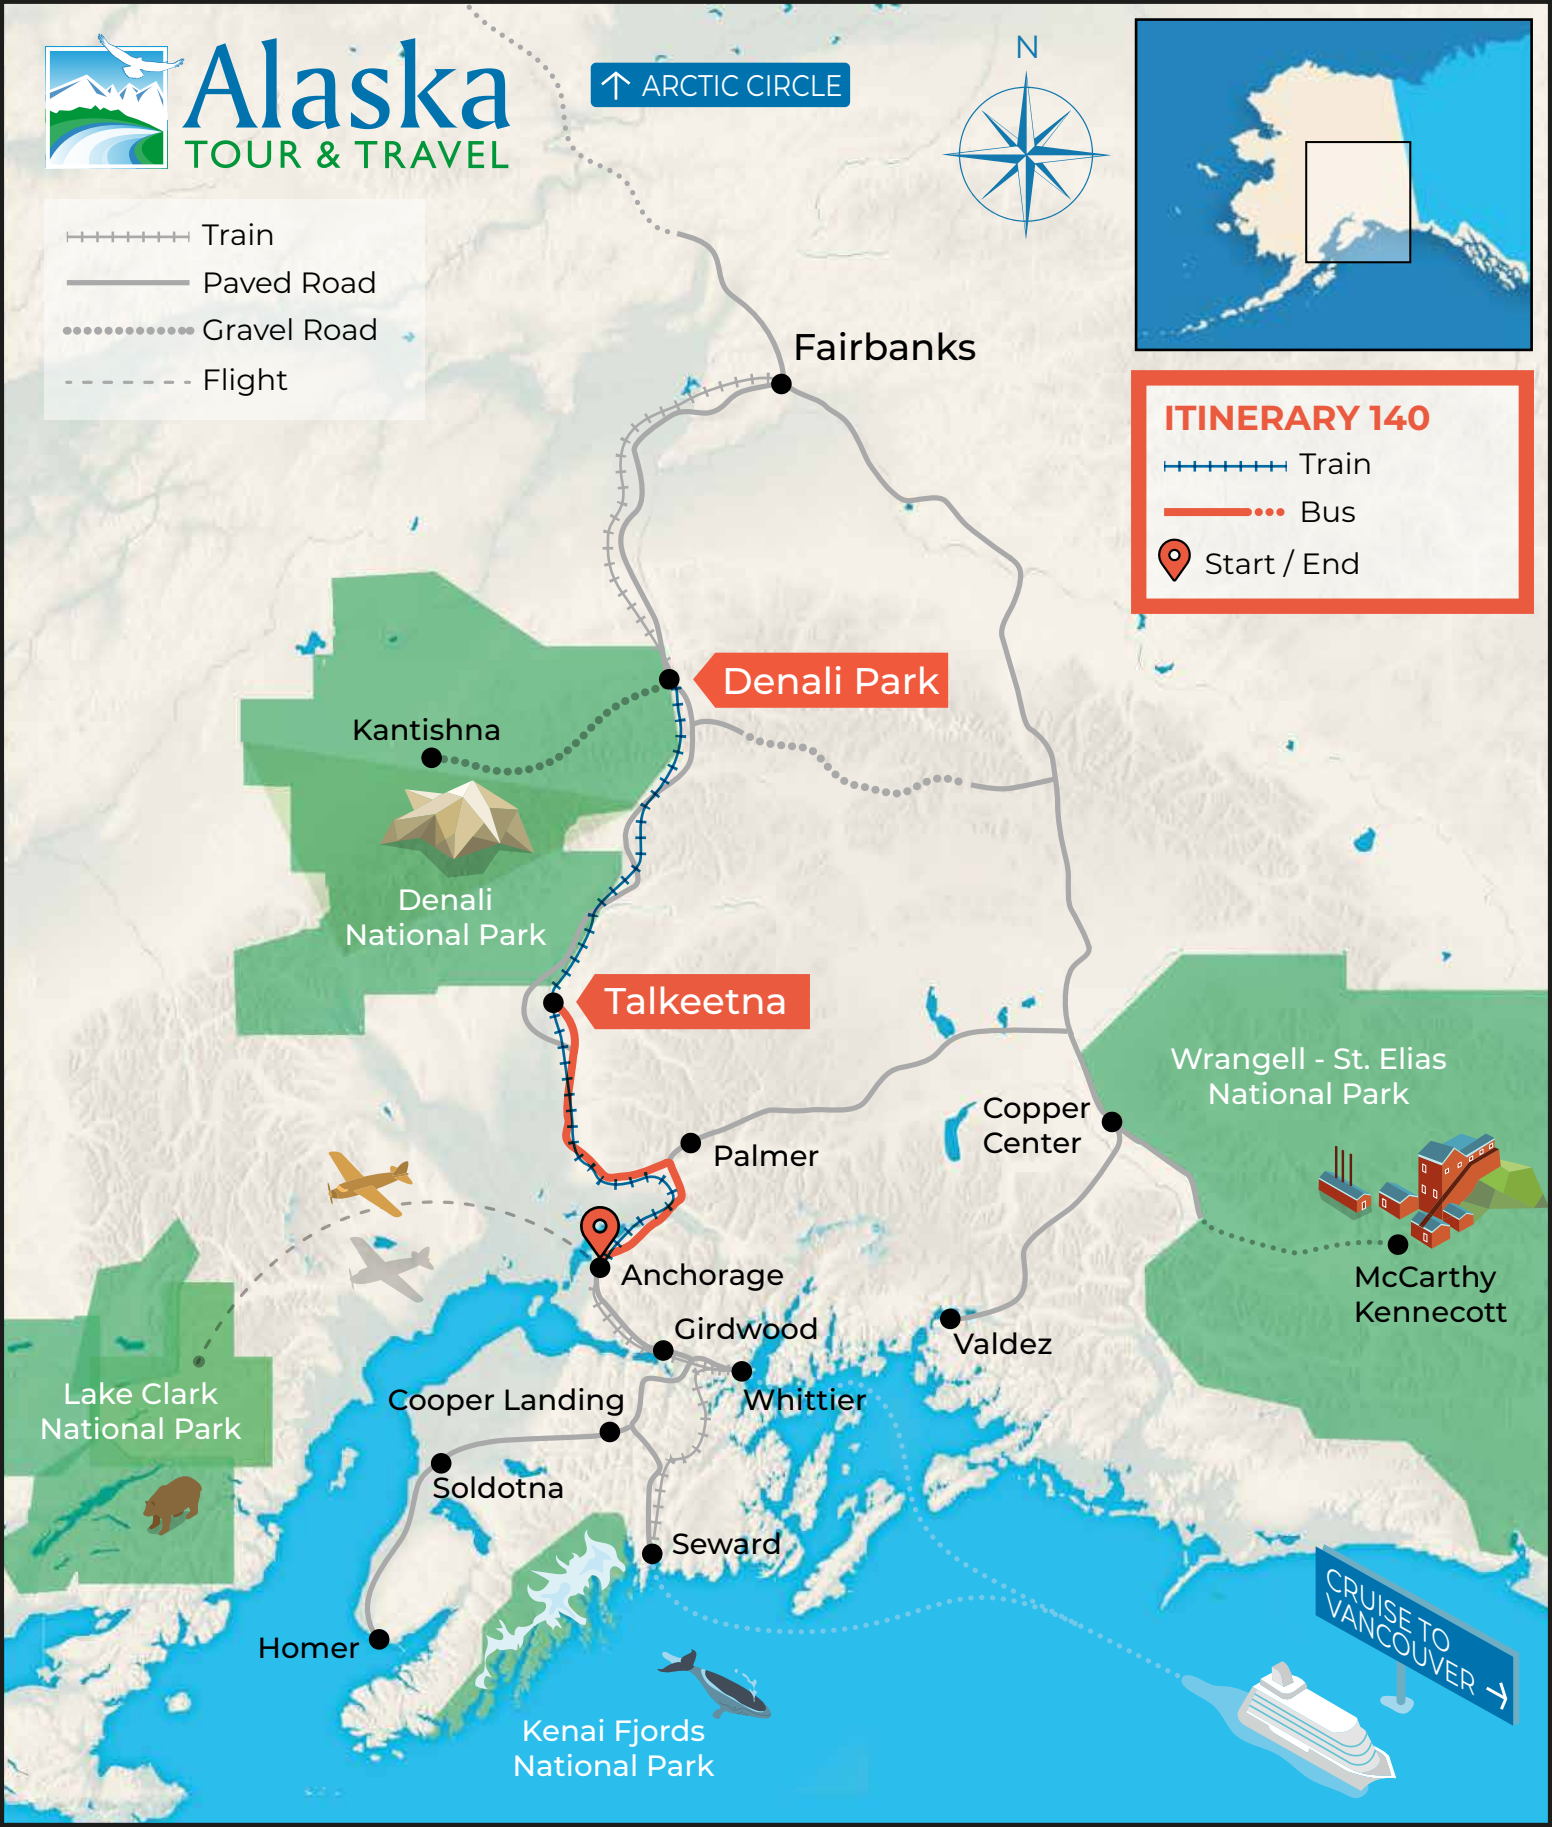 Alaska
TOUR & TRAVEL
↑ ARCTIC CIRCLE
N
Train
Paved Road
Gravel Road
Flight
ITINERARY 140
Train
Bus
Start / End
Fairbanks
Denali Park
Kantishna
Denali
National Park
Talkeetna
Wrangell - St. Elias
National Park
Copper
Center
Palmer
McCarthy
Kennecott
Anchorage
Girdwood
Valdez
Whittier
Cooper Landing
Lake Clark
National Park
Soldotna
Seward
Homer
Kenai Fjords
National Park
CRUISE TO
VANCOUVER →